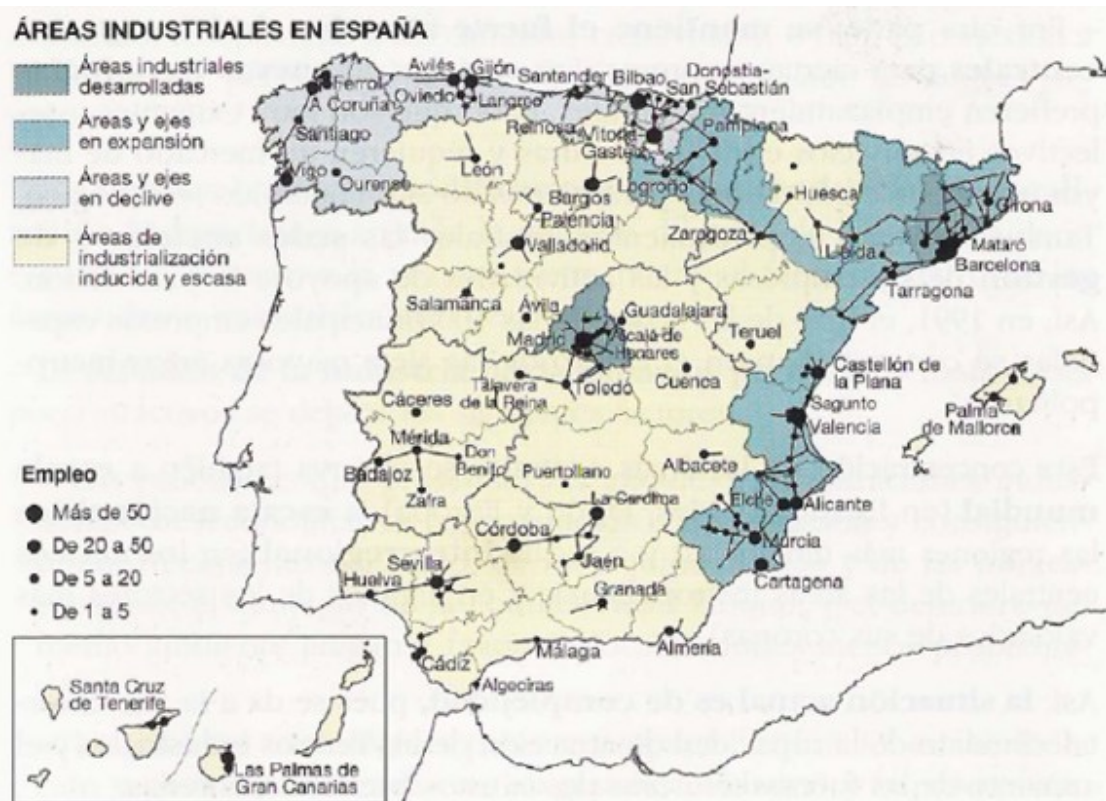 ÁREAS INDUSTRIALES EN ESPAÑA
Áreas industriales
desarrolladas
Áreas y ejes
en expansión
Áreas y ejes
en declive
Áreas de
industrialización
inducida y escasa
Avilés
Gijón
Ferrol
A Coruña
Oviedo
Langreo
Santander
Bilbao
Donostia-
San Sebastián
Santiago
Reinosa
Vitoria
Gasteiz
Pamplona
Vigo
Ourense
León
Logroño
Huesca
Girona
Burgos
Palencia
Valladolid
Zaragoza
Lleida
Mataró
Barcelona
Tarragona
Salamanca
Ávila
Guadalajara
Madrid
Alcalá de
Henares
Teruel
Toledo
Cuenca
Castellón de
la Plana
Talavera
de la Reina
Cáceres
Sagunto
Valencia
Palma
de Mallorca
Mérida
Don
Benito
Badajoz
Zafra
Puertollano
Albacete
La Carolina
Elche
Alicante
Córdoba
Jaén
Murcia
Cartagena
Sevilla
Huelva
Granada
Cádiz
Málaga
Almería
Algeciras
Empleo
Más de 50
De 20 a 50
De 5 a 20
De 1 a 5
Santa Cruz
de Tenerife
Las Palmas de
Gran Canarias